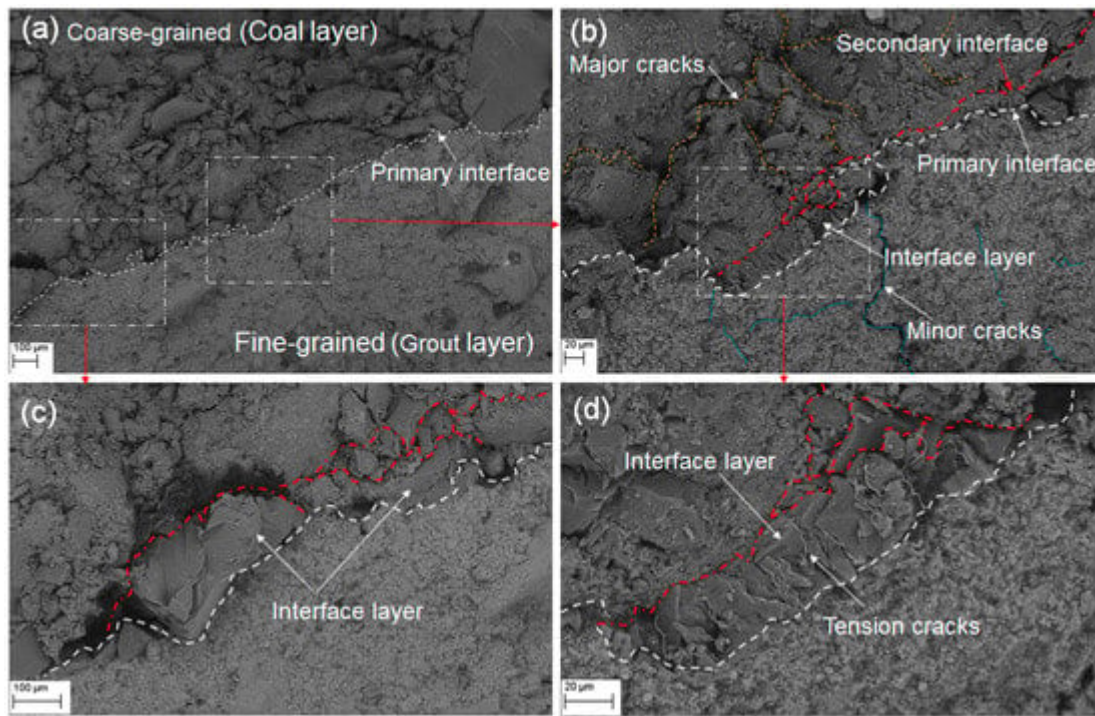 (a) Coarse-grained (Coal layer)
Primary interface
Fine-grained (Grout layer)
100 µm
(b)
Secondary interface
Major cracks
Primary interface
Interface layer
Minor cracks
20 µm
(c)
Interface layer
100 µm
(d)
Interface layer
Tension cracks
20 µm